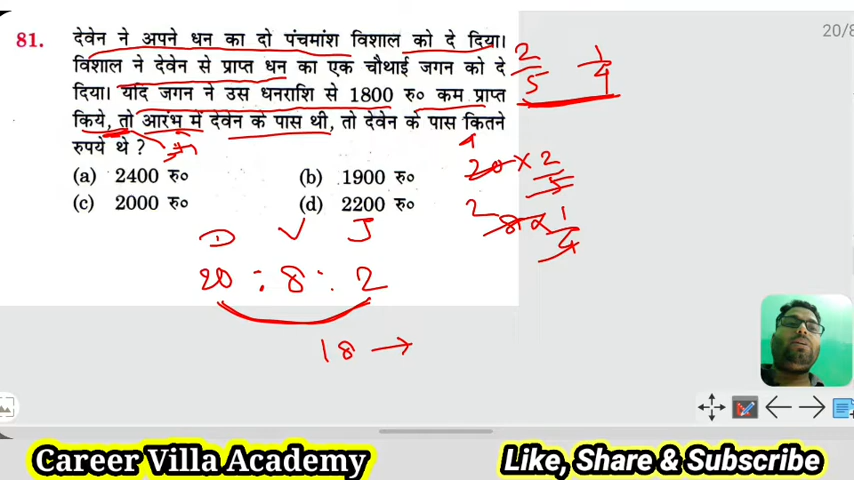 20/8
81. देवेन ने अपने धन का दो पंचमांश विशाल को दे दिया।
विशाल ने देवेन से प्राप्त धन का एक चौथाई जगन को दे
दिया। यदि जगन ने उस धनराशि से 1800 रु० कम प्राप्त
किये, तो आरंभ में देवेन के पास थी, तो देवेन के पास कितने
रुपये थे ?
(a) 2400 रु० (b) 1900 रु०
(c) 2000 रु० (d) 2200 रु०
2/5 1/4
4
20 × 2/5
2
8 × 1/4
D V J
20 : 8 : 2
18 →
Career Villa Academy
Like, Share & Subscribe